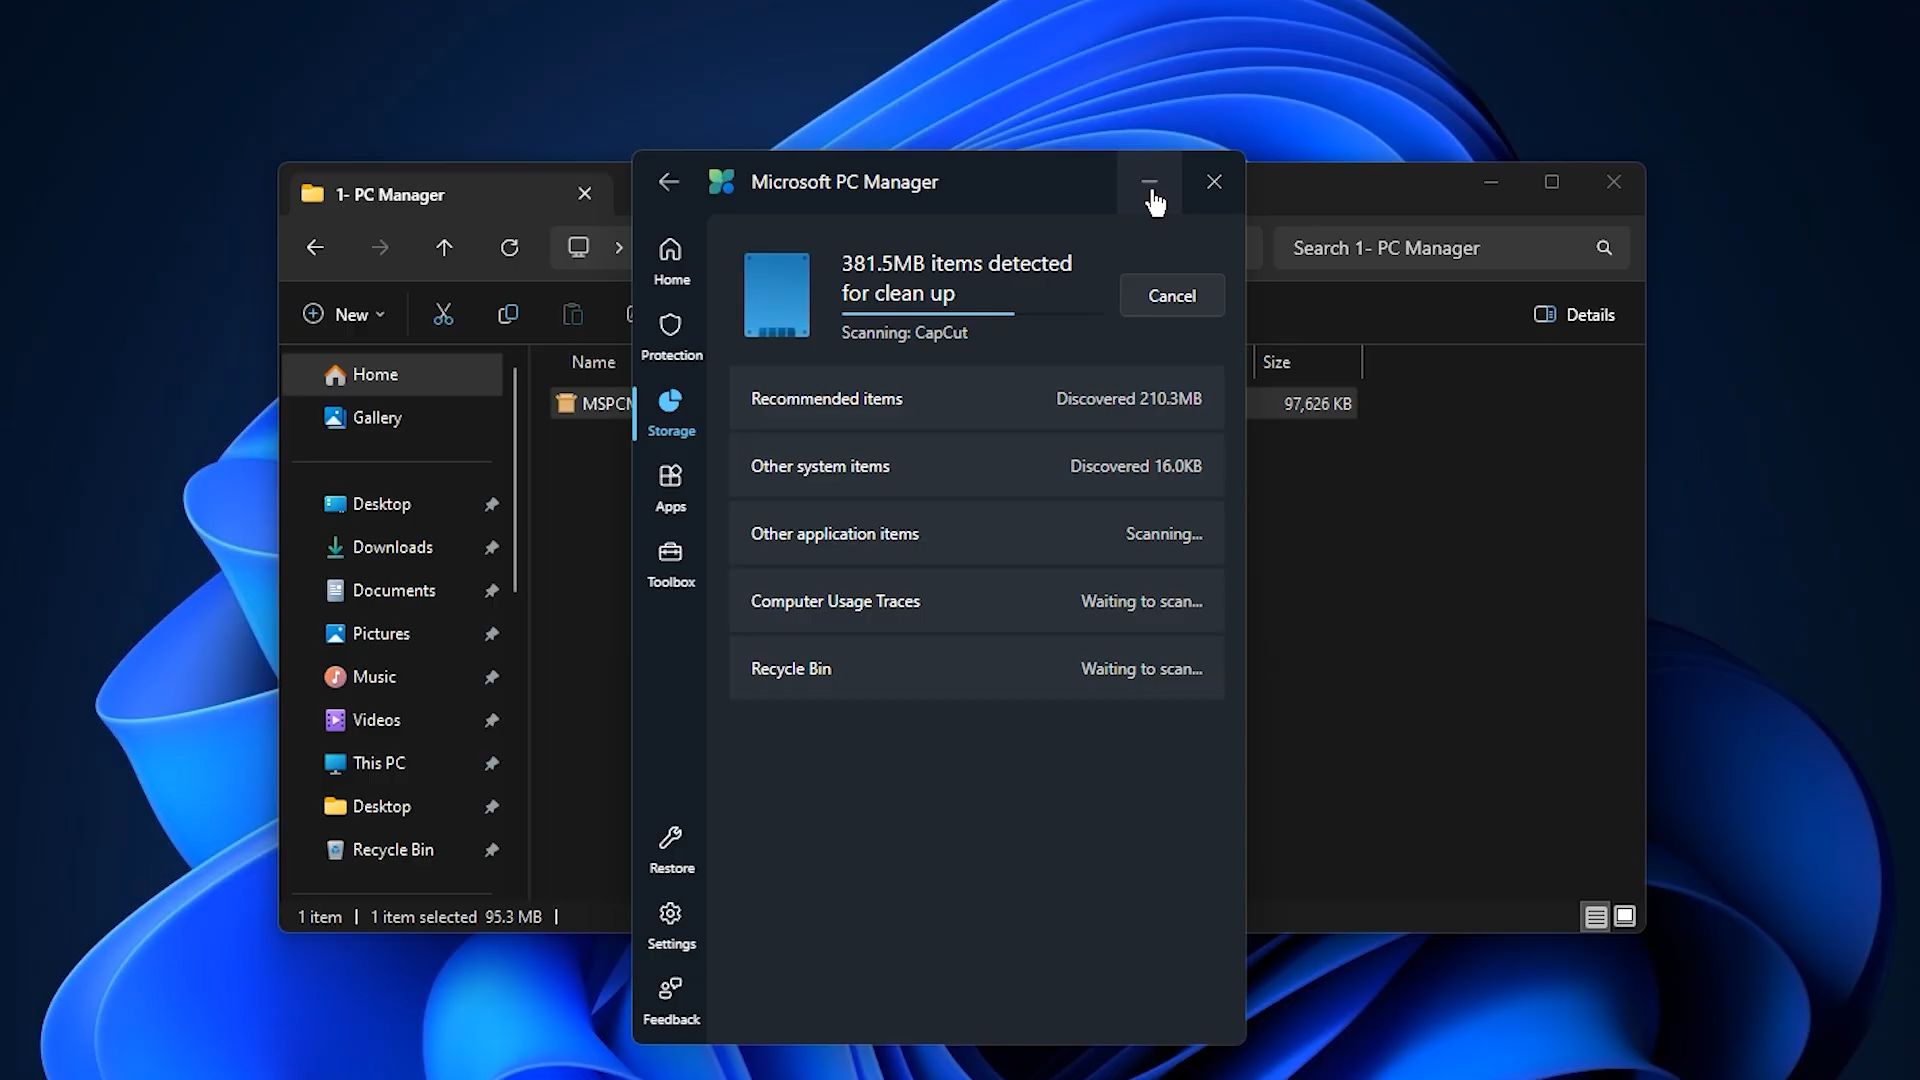 1- PC Manager
Search 1- PC Manager
New
Details
Home
Gallery
Desktop
Downloads
Documents
Pictures
Music
Videos
This PC
Desktop
Recycle Bin
Name
Size
97,626 KB
1 item | 1 item selected 95.3 MB |
Microsoft PC Manager
Home
Protection
Storage
Apps
Toolbox
Restore
Settings
Feedback
381.5MB items detected
for clean up
Scanning: CapCut
Cancel
Recommended items Discovered 210.3MB
Other system items Discovered 16.0KB
Other application items Scanning...
Computer Usage Traces Waiting to scan...
Recycle Bin Waiting to scan...